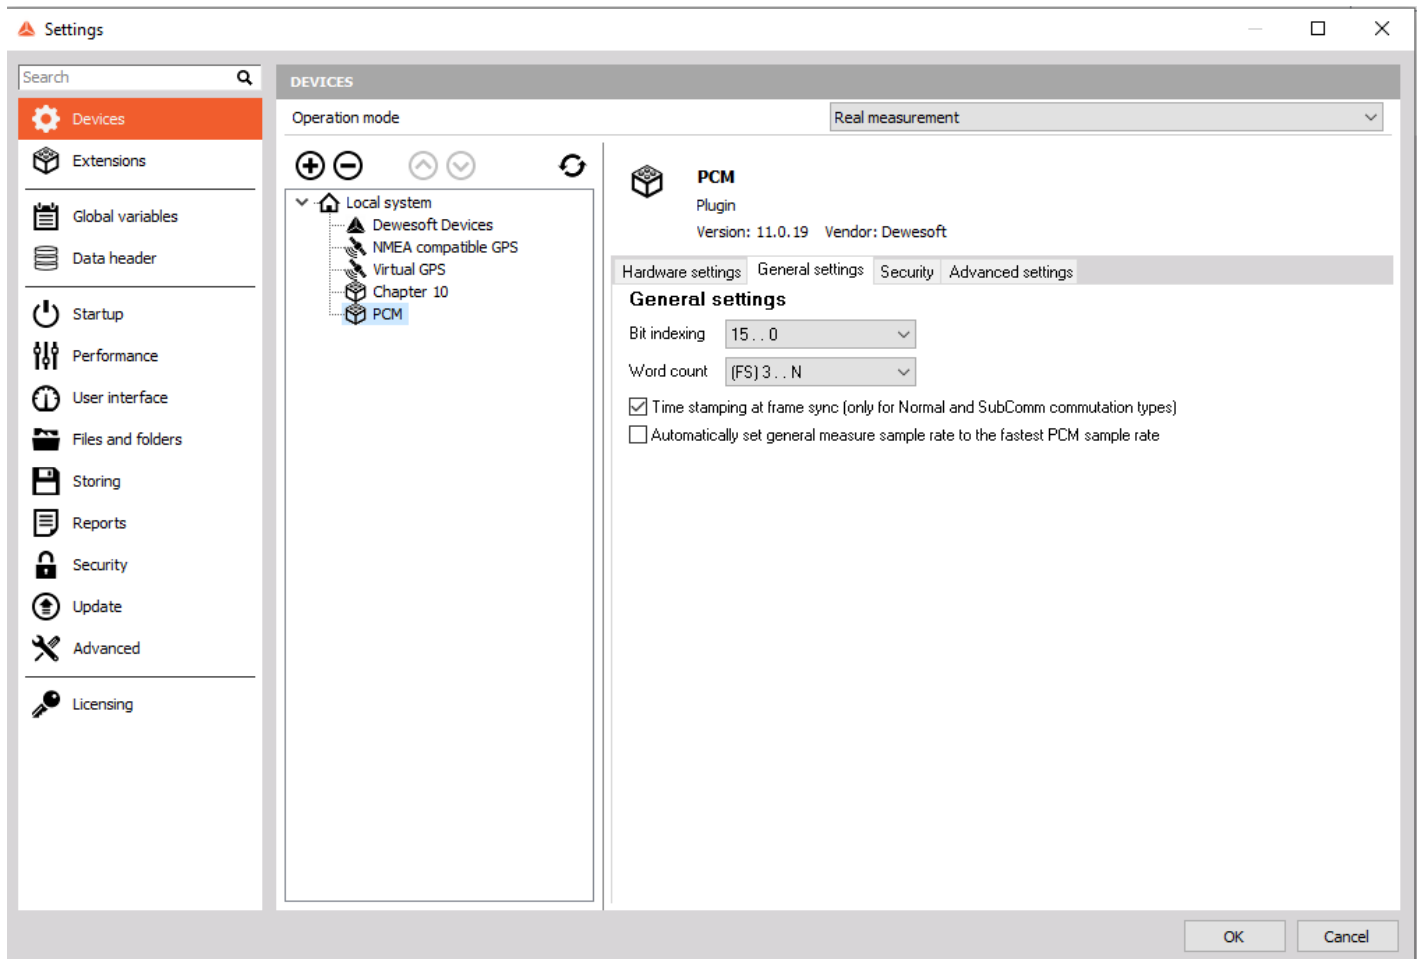 Settings
Search
Devices
Extensions
Global variables
Data header
Startup
Performance
User interface
Files and folders
Storing
Reports
Security
Update
Advanced
Licensing
DEVICES
Operation mode
Real measurement
Local system
Dewesoft Devices
NMEA compatible GPS
Virtual GPS
Chapter 10
PCM
PCM
Plugin
Version: 11.0.19 Vendor: Dewesoft
Hardware settings General settings Security Advanced settings
General settings
Bit indexing 15 . . 0
Word count (FS) 3 . . N
Time stamping at frame sync (only for Normal and SubComm commutation types)
Automatically set general measure sample rate to the fastest PCM sample rate
OK Cancel